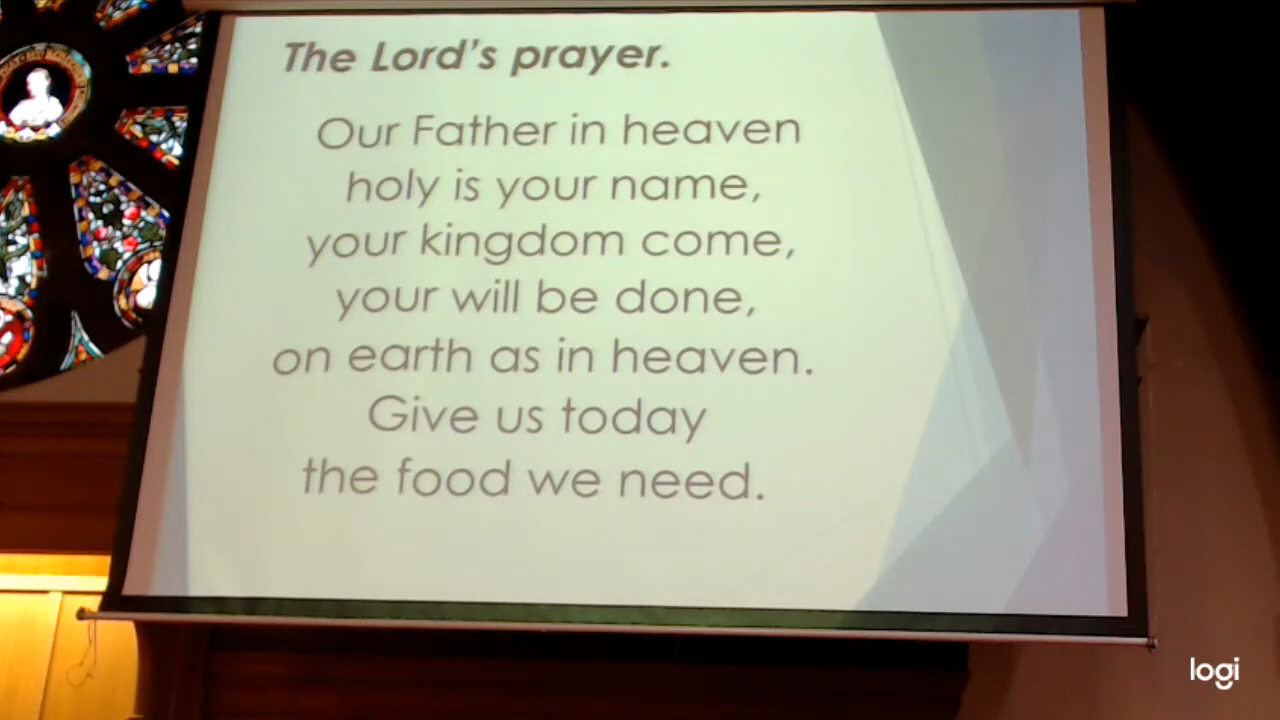 The Lord's prayer.
Our Father in heaven
holy is your name,
your kingdom come,
your will be done,
on earth as in heaven.
Give us today
the food we need.
logi